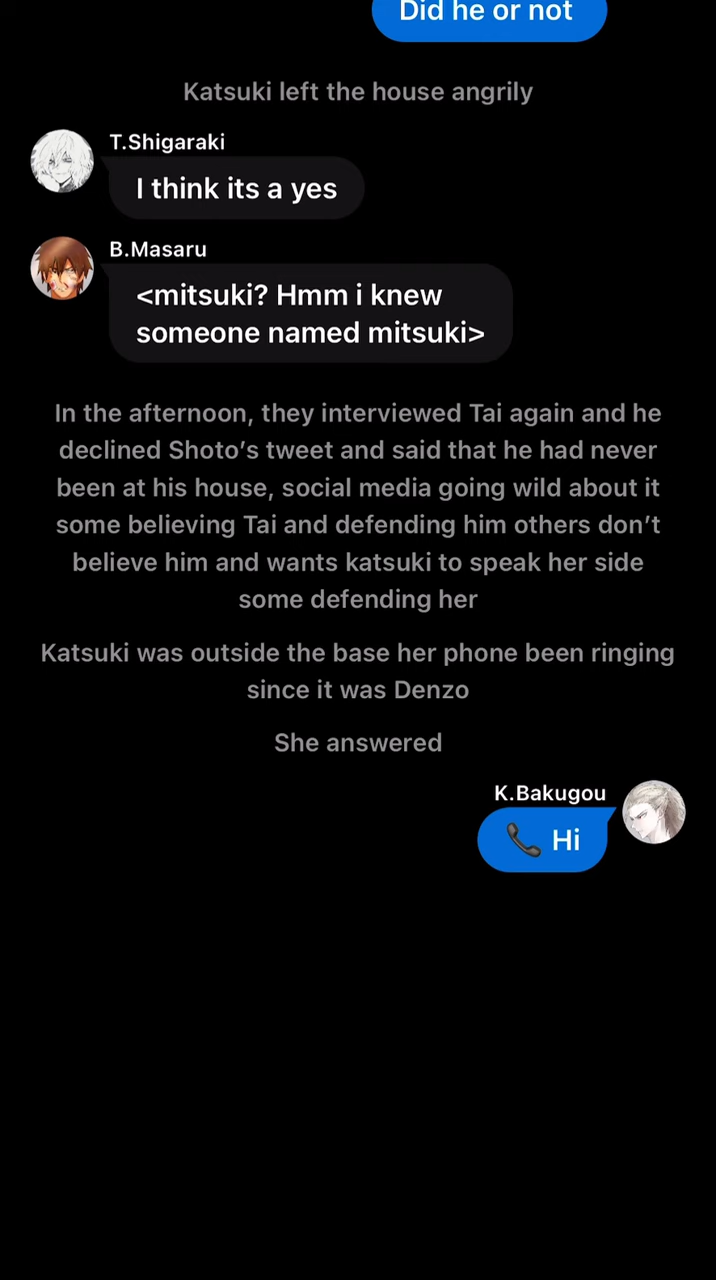 Did he or not
Katsuki left the house angrily
T.Shigaraki
I think its a yes
B.Masaru
<mitsuki? Hmm i knew
someone named mitsuki>
In the afternoon, they interviewed Tai again and he
declined Shoto’s tweet and said that he had never
been at his house, social media going wild about it
some believing Tai and defending him others don’t
believe him and wants katsuki to speak her side
some defending her
Katsuki was outside the base her phone been ringing
since it was Denzo
She answered
K.Bakugou
📞 Hi